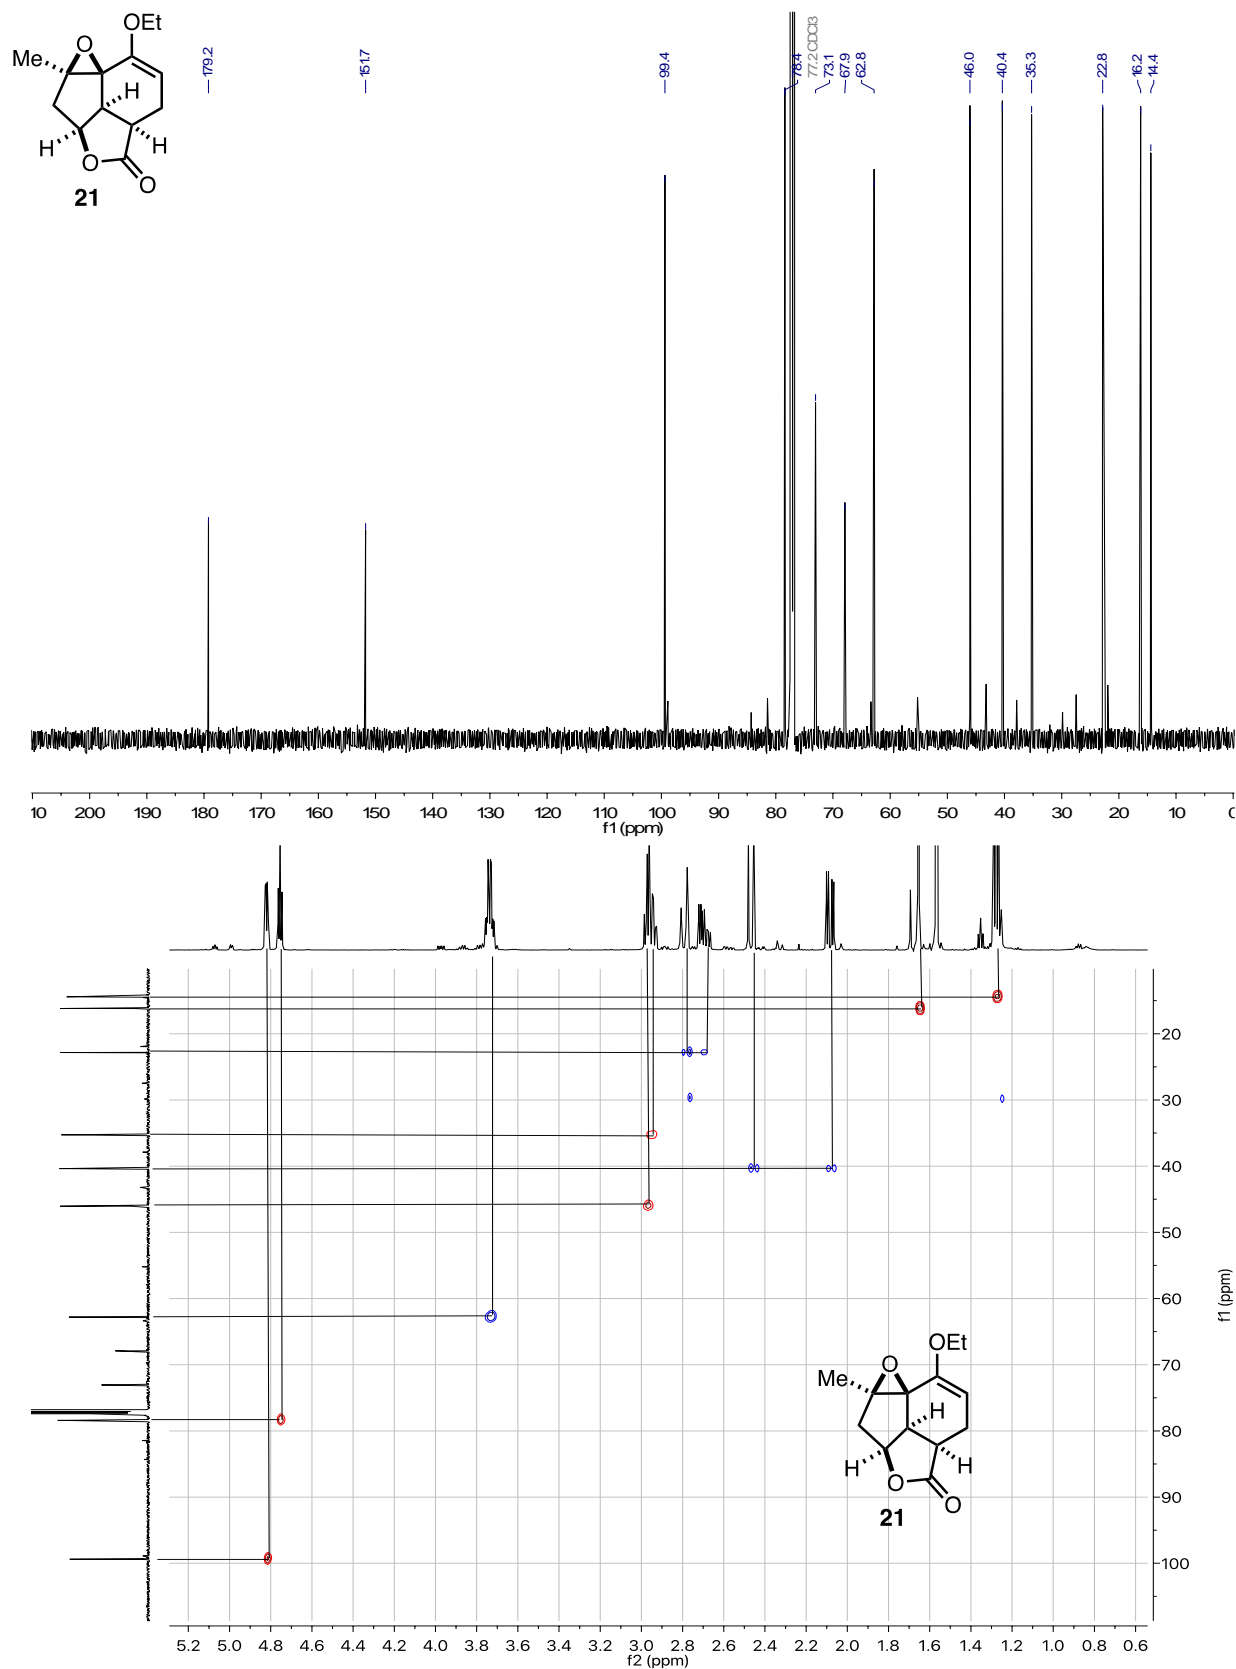 OEt
O
Me
H
H
H
O
O
21
179.2
151.7
99.4
78.4
77.2 CDCl3
73.1
67.9
62.8
46.0
40.4
35.3
22.8
16.2
14.4
10 200 190 180 170 160 150 140 130 120 110 100 90 80 70 60 50 40 30 20 10 0
f1 (ppm)
20
30
40
50
60
70
80
90
100
f1 (ppm)
OEt
O
Me
H
H
H
O
O
21
5.2 5.0 4.8 4.6 4.4 4.2 4.0 3.8 3.6 3.4 3.2 3.0 2.8 2.6 2.4 2.2 2.0 1.8 1.6 1.4 1.2 1.0 0.8 0.6
f2 (ppm)